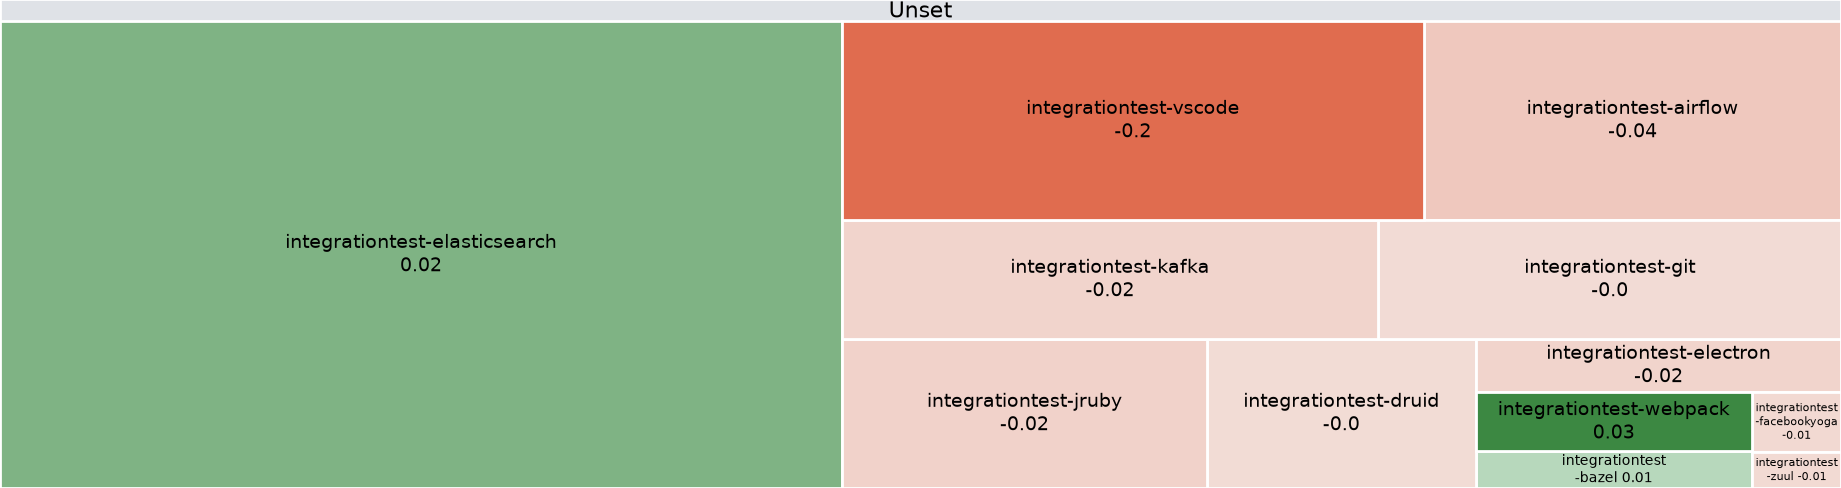 Unset
integrationtest-elasticsearch
0.02
integrationtest-vscode
-0.2
integrationtest-airflow
-0.04
integrationtest-kafka
-0.02
integrationtest-git
-0.0
integrationtest-jruby
-0.02
integrationtest-druid
-0.0
integrationtest-electron
-0.02
integrationtest-webpack
0.03
integrationtest
-facebookyoga
-0.01
integrationtest
-bazel 0.01
integrationtest
-zuul -0.01